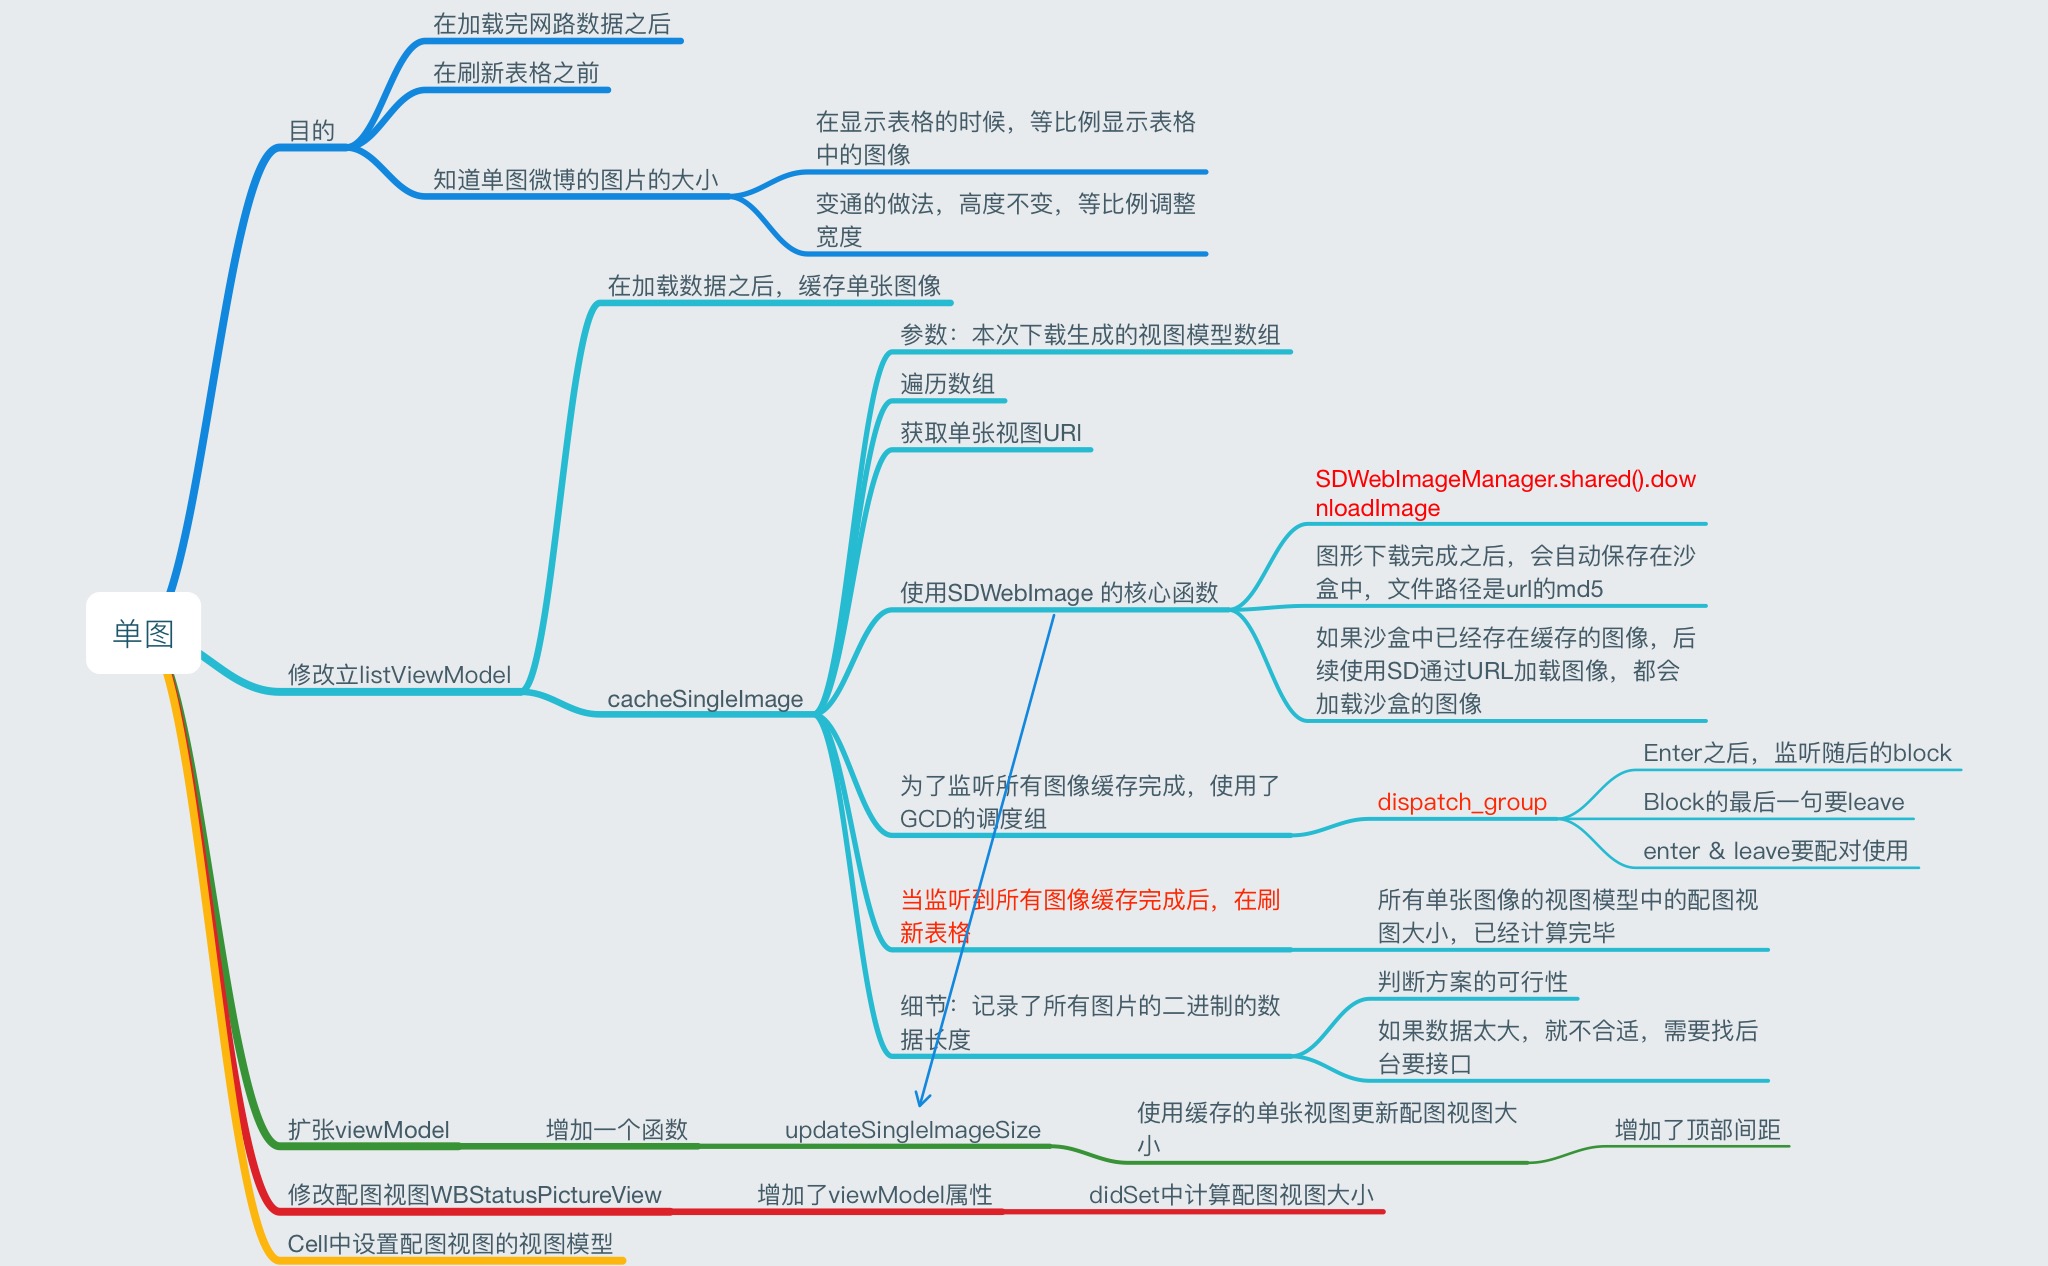 在加载完网路数据之后
在刷新表格之前
目的
在显示表格的时候，等比例显示表格
中的图像
知道单图微博的图片的大小
变通的做法，高度不变，等比例调整
宽度
在加载数据之后，缓存单张图像
参数：本次下载生成的视图模型数组
遍历数组
获取单张视图URl
SDWebImageManager.shared().dow
nloadImage
图形下载完成之后，会自动保存在沙
盒中，文件路径是url的md5
使用SDWebImage 的核心函数
如果沙盒中已经存在缓存的图像，后
续使用SD通过URL加载图像，都会
加载沙盒的图像
单图
修改立listViewModel
cacheSingleImage
Enter之后，监听随后的block
为了监听所有图像缓存完成，使用了
GCD的调度组
dispatch_group
Block的最后一句要leave
enter & leave要配对使用
当监听到所有图像缓存完成后，在刷
新表格
所有单张图像的视图模型中的配图视
图大小，已经计算完毕
判断方案的可行性
细节：记录了所有图片的二进制的数
据长度
如果数据太大，就不合适，需要找后
台要接口
扩张viewModel
增加一个函数
updateSingleImageSize
使用缓存的单张视图更新配图视图大
小
增加了顶部间距
修改配图视图WBStatusPictureView
增加了viewModel属性
didSet中计算配图视图大小
Cell中设置配图视图的视图模型